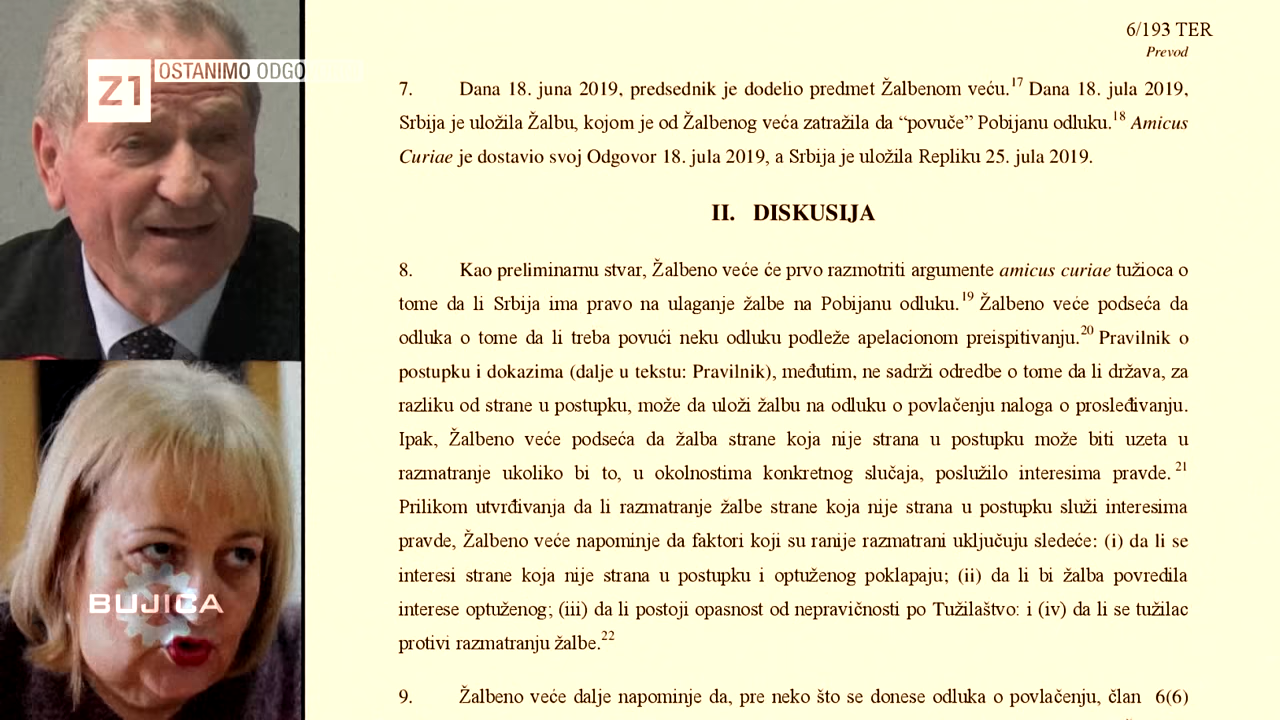 Z1
OSTANIMO ODGO
BUJICA
6/193 TER
Prevod
7. Dana 18. juna 2019, predsednik je dodelio predmet Žalbenom veću.17 Dana 18. jula 2019,
Srbija je uložila Žalbu, kojom je od Žalbenog veća zatražila da “povuče” Pobijanu odluku.18 Amicus
Curiae je dostavio svoj Odgovor 18. jula 2019, a Srbija je uložila Repliku 25. jula 2019.
II. DISKUSIJA
8. Kao preliminarnu stvar, Žalbeno veće će prvo razmotriti argumente amicus curiae tužioca o
tome da li Srbija ima pravo na ulaganje žalbe na Pobijanu odluku.19 Žalbeno veće podseća da
odluka o tome da li treba povući neku odluku podleže apelacionom preispitivanju.20 Pravilnik o
postupku i dokazima (dalje u tekstu: Pravilnik), međutim, ne sadrži odredbe o tome da li država, za
razliku od strane u postupku, može da uloži žalbu na odluku o povlačenju naloga o prosleđivanju.
Ipak, Žalbeno veće podseća da žalba strane koja nije strana u postupku može biti uzeta u
razmatranje ukoliko bi to, u okolnostima konkretnog slučaja, poslužilo interesima pravde.21
Prilikom utvrđivanja da li razmatranje žalbe strane koja nije strana u postupku služi interesima
pravde, Žalbeno veće napominje da faktori koji su ranije razmatrani uključuju sledeće: (i) da li se
interesi strane koja nije strana u postupku i optuženog poklapaju; (ii) da li bi žalba povredila
interese optuženog; (iii) da li postoji opasnost od nepravičnosti po Tužilaštvo: i (iv) da li se tužilac
protivi razmatranju žalbe.22
9. Žalbeno veće dalje napominje da, pre neko što se donese odluka o povlačenju, član 6(6)